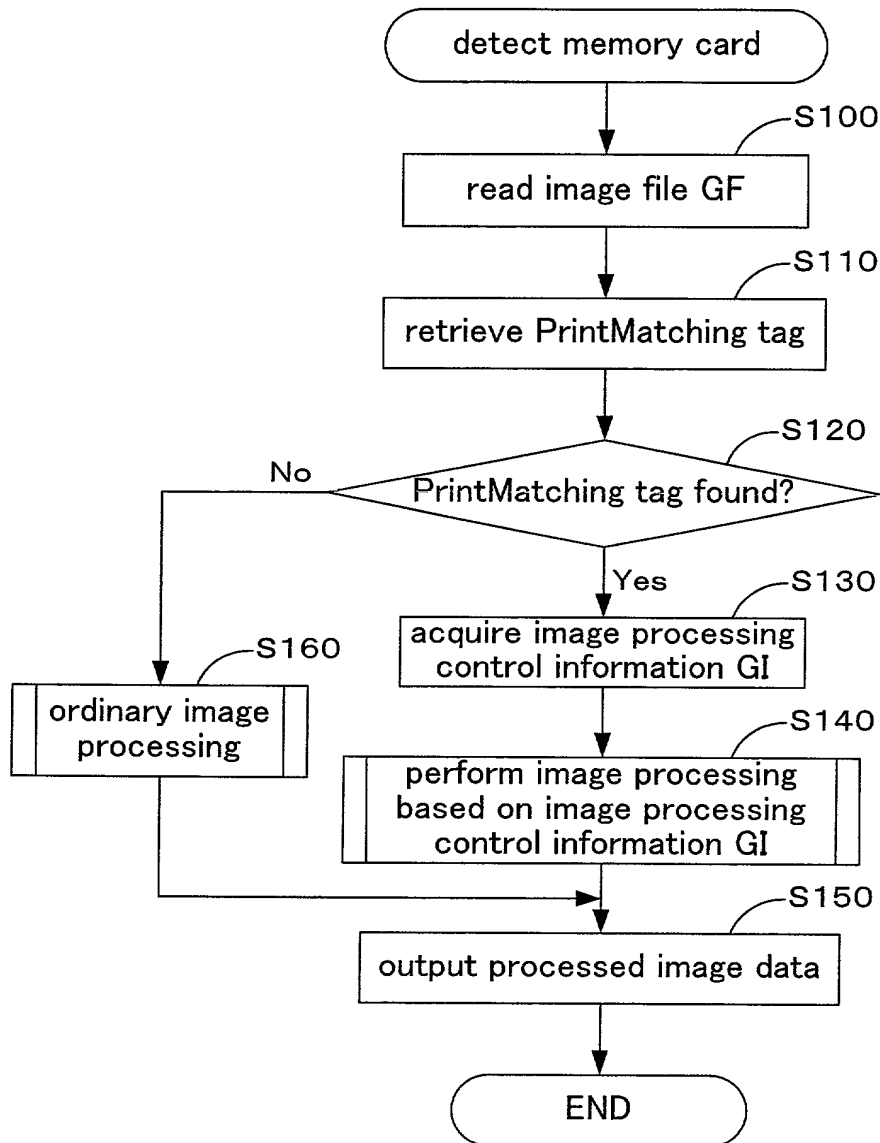 detect memory card
S100
read image file GF
S110
retrieve PrintMatching tag
S120
No
PrintMatching tag found?
Yes
S130
acquire image processing
control information GI
S160
ordinary image
processing
S140
perform image processing
based on image processing
control information GI
S150
output processed image data
END